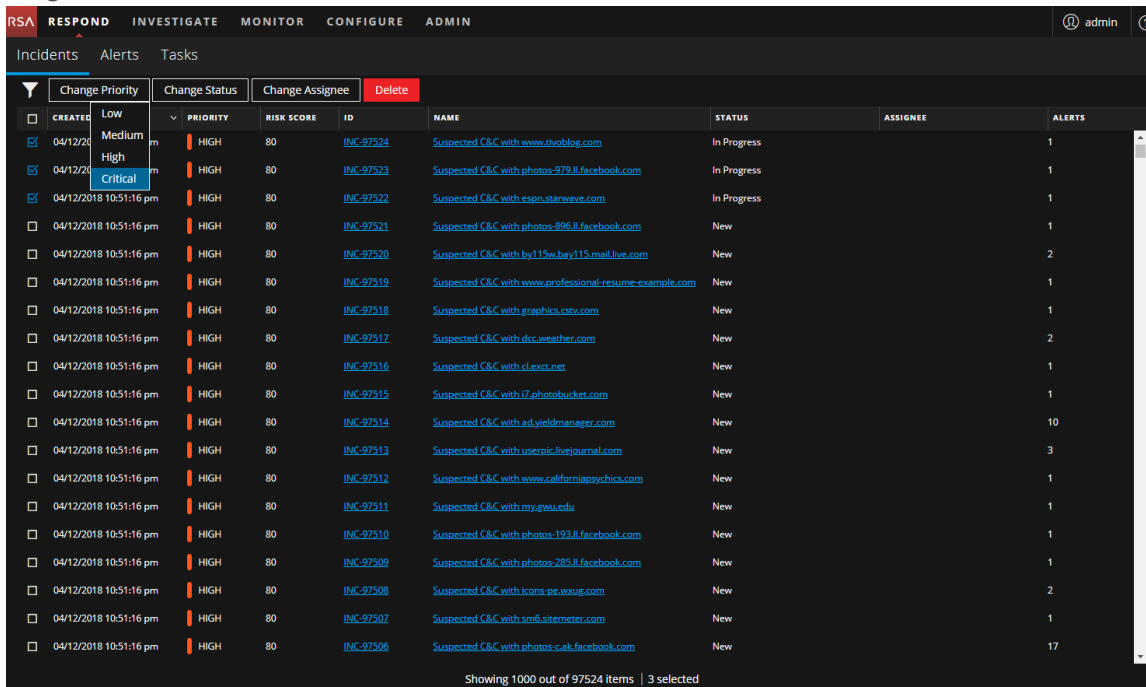 RSA RESPOND INVESTIGATE MONITOR CONFIGURE ADMIN admin
Incidents Alerts Tasks
Change Priority Change Status Change Assignee Delete
CREATED PRIORITY RISK SCORE ID NAME STATUS ASSIGNEE ALERTS
Low
Medium
High
Critical
04/12/20 m HIGH 80 INC-97524 Suspected C&C with www.tivoblog.com In Progress 1
04/12/20 m HIGH 80 INC-97523 Suspected C&C with photos-979.ll.facebook.com In Progress 1
04/12/2018 10:51:16 pm HIGH 80 INC-97522 Suspected C&C with espn.starwave.com In Progress 1
04/12/2018 10:51:16 pm HIGH 80 INC-97521 Suspected C&C with photos-896.ll.facebook.com New 1
04/12/2018 10:51:16 pm HIGH 80 INC-97520 Suspected C&C with by115w.bay115.mail.live.com New 2
04/12/2018 10:51:16 pm HIGH 80 INC-97519 Suspected C&C with www.professional-resume-example.com New 1
04/12/2018 10:51:16 pm HIGH 80 INC-97518 Suspected C&C with graphics.cstv.com New 1
04/12/2018 10:51:16 pm HIGH 80 INC-97517 Suspected C&C with dcc.weather.com New 2
04/12/2018 10:51:16 pm HIGH 80 INC-97516 Suspected C&C with cl.exct.net New 1
04/12/2018 10:51:16 pm HIGH 80 INC-97515 Suspected C&C with i7.photobucket.com New 1
04/12/2018 10:51:16 pm HIGH 80 INC-97514 Suspected C&C with ad.yieldmanager.com New 10
04/12/2018 10:51:16 pm HIGH 80 INC-97513 Suspected C&C with userpic.livejournal.com New 3
04/12/2018 10:51:16 pm HIGH 80 INC-97512 Suspected C&C with www.californiapsychics.com New 1
04/12/2018 10:51:16 pm HIGH 80 INC-97511 Suspected C&C with my.gwu.edu New 1
04/12/2018 10:51:16 pm HIGH 80 INC-97510 Suspected C&C with photos-193.ll.facebook.com New 1
04/12/2018 10:51:16 pm HIGH 80 INC-97509 Suspected C&C with photos-285.ll.facebook.com New 1
04/12/2018 10:51:16 pm HIGH 80 INC-97508 Suspected C&C with icons-pe.wxug.com New 2
04/12/2018 10:51:16 pm HIGH 80 INC-97507 Suspected C&C with sm6.sitemeter.com New 1
04/12/2018 10:51:16 pm HIGH 80 INC-97506 Suspected C&C with photos-c.ak.facebook.com New 17
Showing 1000 out of 97524 items | 3 selected